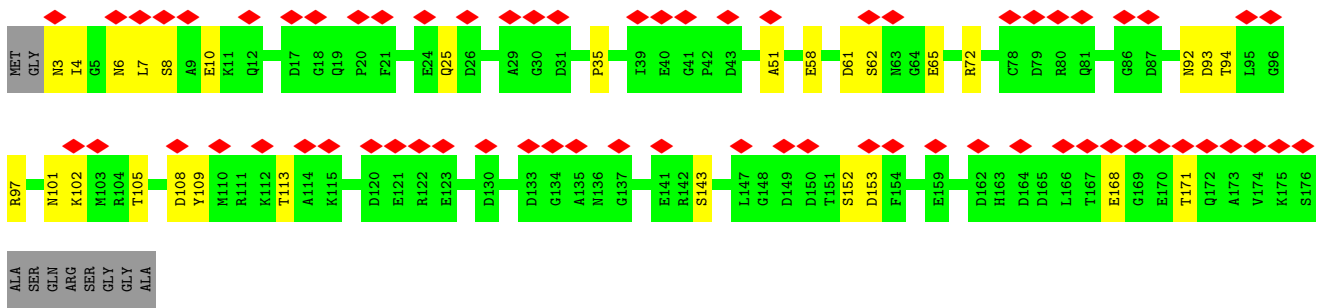 MET GLY N3 I4 G5 N6 L7 S8 A9 E10 K11 Q12 D17 G18 Q19 P20 F21 E24 Q25 D26 A29 G30 D31 P35 I39 E40 G41 P42 D43 A51 E58 D61 S62 N63 G64 E65 R72 C78 D79 R80 Q81 G86 D87 N92 D93 T94 L95 G96
R97 N101 K102 M103 R104 T105 D108 Y109 M110 R111 K112 T113 A114 K115 D120 E121 R122 E123 D130 D133 G134 A135 N136 G137 E141 R142 S143 L147 G148 D149 D150 T151 S152 D153 F154 E159 D162 H163 D164 D165 L166 T167 E168 G169 E170 T171 Q172 A173 V174 K175 S176
ALA SER GLN ARG SER GLY GLY ALA